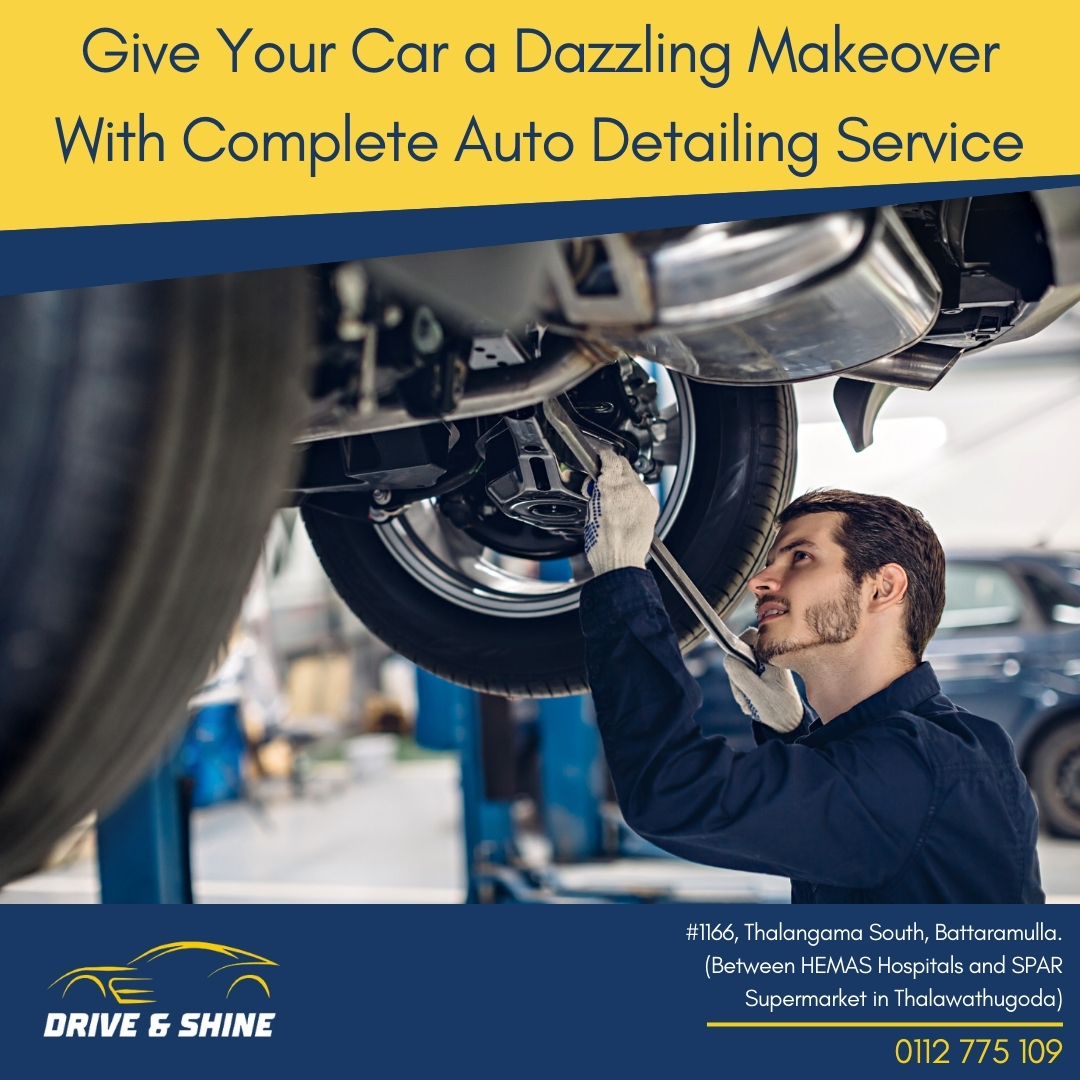 Give Your Car a Dazzling Makeover
With Complete Auto Detailing Service
DRIVE & SHINE
#1166, Thalangama South, Battaramulla.
(Between HEMAS Hospitals and SPAR
Supermarket in Thalawathugoda)
0112 775 109